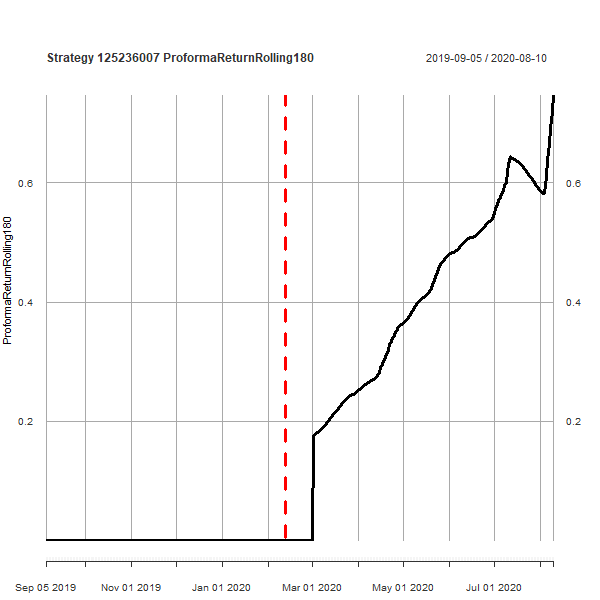 Strategy 125236007 ProformaReturnRolling180
2019-09-05 / 2020-08-10
ProformaReturnRolling180
0.6
0.6
0.4
0.4
0.2
0.2
Sep 05 2019
Nov 01 2019
Jan 01 2020
Mar 01 2020
May 01 2020
Jul 01 2020